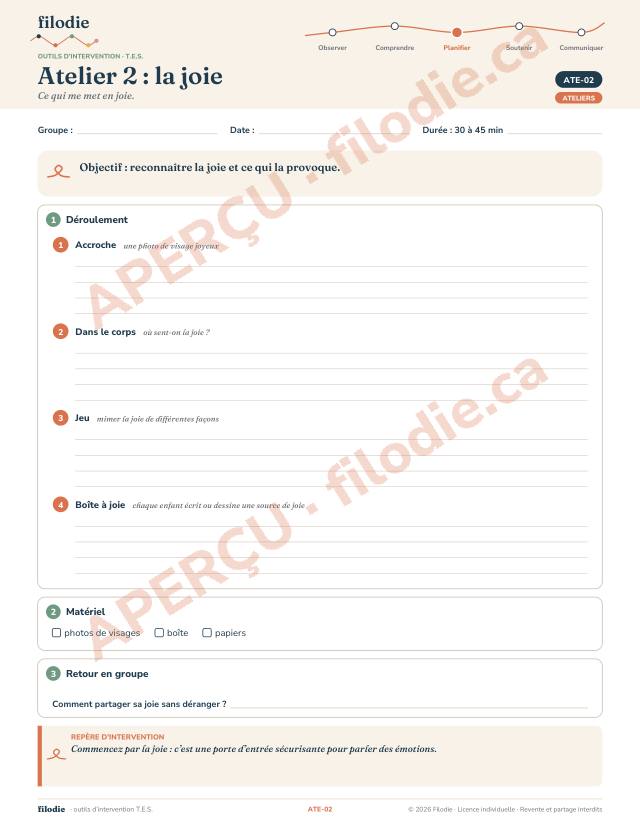 filodie
OUTILS D'INTERVENTION · T.E.S.
Atelier 2 : la joie
Ce qui me met en joie.
Observer Comprendre Planifier Soutenir Communiquer
ATE-02
ATELIERS
Groupe : Date : Durée : 30 à 45 min
Objectif : reconnaître la joie et ce qui la provoque.
1 Déroulement
1 Accroche une photo de visage joyeux
2 Dans le corps où sent-on la joie ?
3 Jeu mimer la joie de différentes façons
4 Boîte à joie chaque enfant écrit ou dessine une source de joie
2 Matériel
photos de visages boîte papiers
3 Retour en groupe
Comment partager sa joie sans déranger ?
REPÈRE D'INTERVENTION
Commencez par la joie : c'est une porte d'entrée sécurisante pour parler des émotions.
filodie · outils d'intervention T.E.S. ATE-02 © 2026 Filodie · Licence individuelle · Revente et partage interdits
APERÇU · filodie.ca
APERÇU · filodie.ca